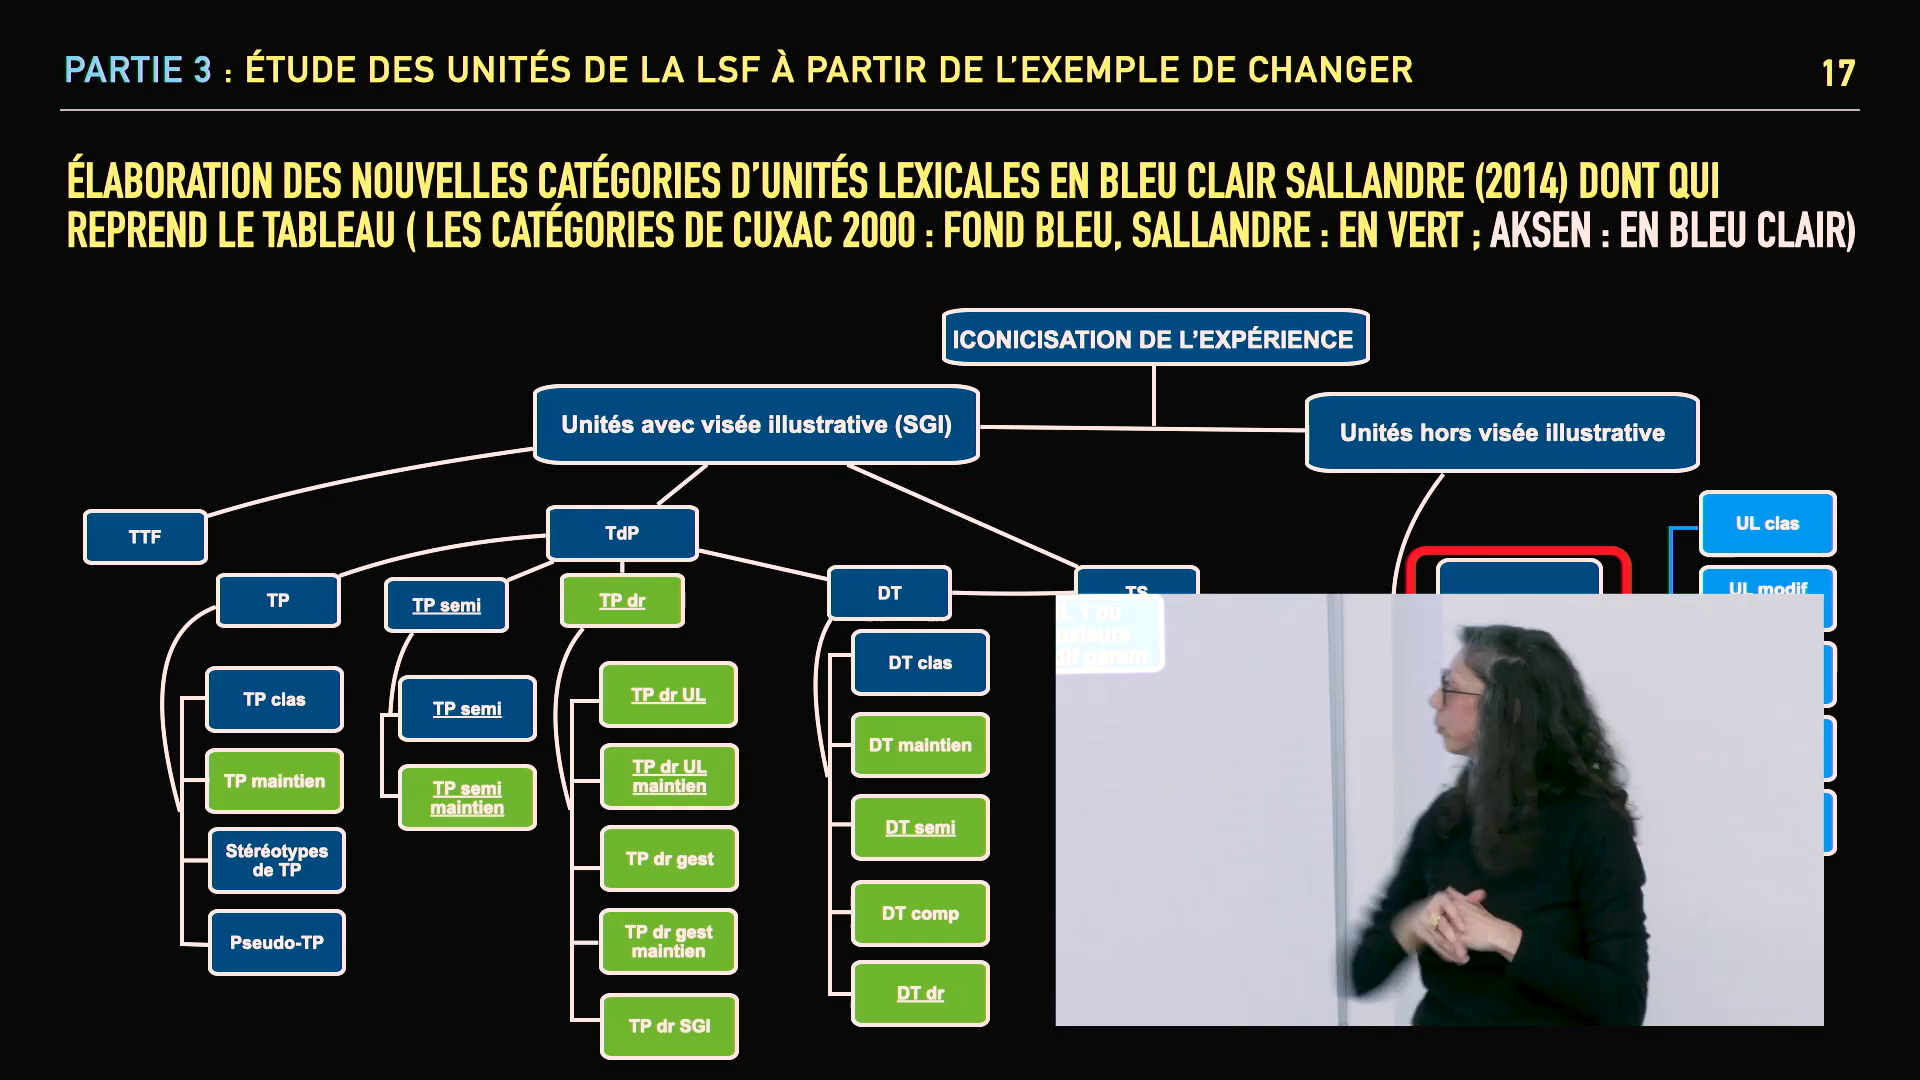 PARTIE 3 : ÉTUDE DES UNITÉS DE LA LSF À PARTIR DE L'EXEMPLE DE CHANGER
17
ÉLABORATION DES NOUVELLES CATÉGORIES D'UNITÉS LEXICALES EN BLEU CLAIR SALLANDRE (2014) DONT QUI
REPREND LE TABLEAU ( LES CATÉGORIES DE CUXAC 2000 : FOND BLEU, SALLANDRE : EN VERT ; AKSEN : EN BLEU CLAIR)
ICONICISATION DE L'EXPÉRIENCE
Unités avec visée illustrative (SGI)
Unités hors visée illustrative
TTF
TdP
UL clas
TP
TP semi
TP dr
DT
TS
UL modif
TP clas
TP maintien
Stéréotypes
de TP
Pseudo-TP
TP semi
TP semi
maintien
TP dr UL
TP dr UL
maintien
TP dr gest
TP dr gest
maintien
TP dr SGI
DT clas
DT maintien
DT semi
DT comp
DT dr
1 ou
param